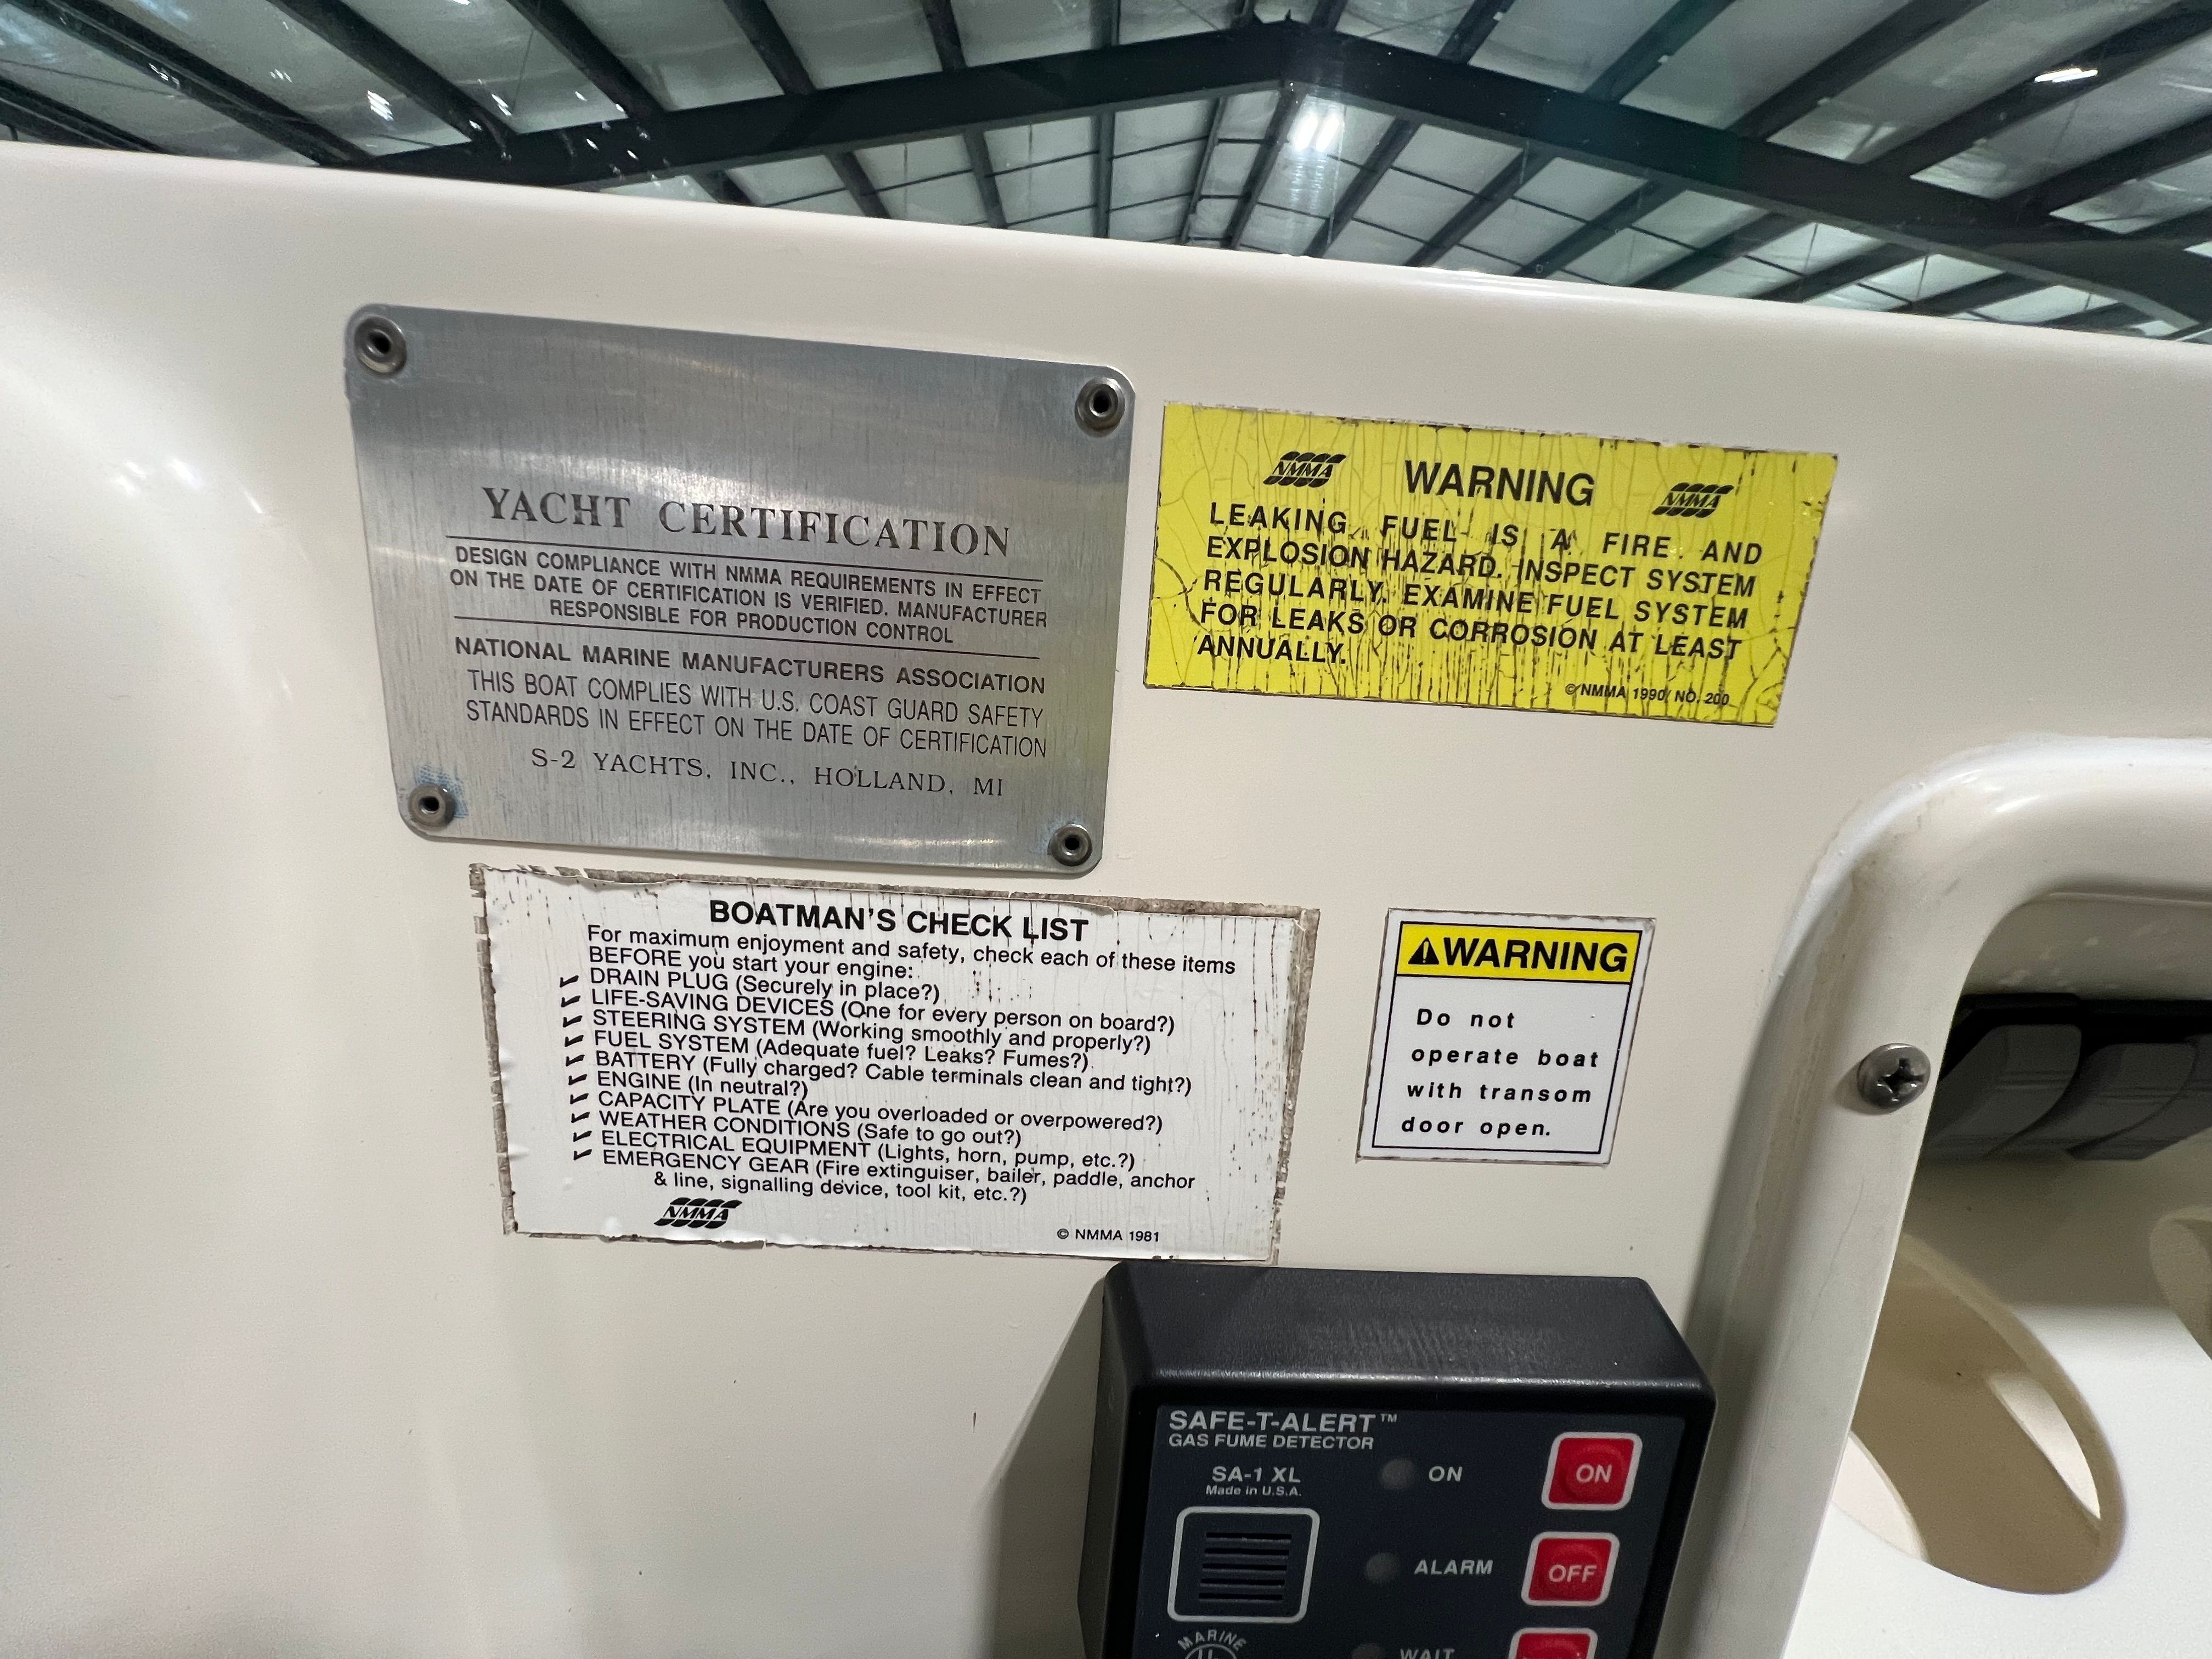 YACHT CERTIFICATION
DESIGN COMPLIANCE WITH NMMA REQUIREMENTS IN EFFECT
ON THE DATE OF CERTIFICATION IS VERIFIED. MANUFACTURER
RESPONSIBLE FOR PRODUCTION CONTROL
NATIONAL MARINE MANUFACTURERS ASSOCIATION
THIS BOAT COMPLIES WITH U.S. COAST GUARD SAFETY
STANDARDS IN EFFECT ON THE DATE OF CERTIFICATION
S-2 YACHTS, INC., HOLLAND, MI
NMMA WARNING NMMA
LEAKING FUEL IS A FIRE AND
EXPLOSION HAZARD. INSPECT SYSTEM
REGULARLY. EXAMINE FUEL SYSTEM
FOR LEAKS OR CORROSION AT LEAST
ANNUALLY.
© NMMA 1990/ NO. 200
BOATMAN'S CHECK LIST
For maximum enjoyment and safety, check each of these items
BEFORE you start your engine:
DRAIN PLUG (Securely in place?)
LIFE-SAVING DEVICES (One for every person on board?)
STEERING SYSTEM (Working smoothly and properly?)
FUEL SYSTEM (Adequate fuel? Leaks? Fumes?)
BATTERY (Fully charged? Cable terminals clean and tight?)
ENGINE (In neutral?)
CAPACITY PLATE (Are you overloaded or overpowered?)
WEATHER CONDITIONS (Safe to go out?)
ELECTRICAL EQUIPMENT (Lights, horn, pump, etc.?)
EMERGENCY GEAR (Fire extinguiser, bailer, paddle, anchor
& line, signalling device, tool kit, etc.?)
NMMA
© NMMA 1981
WARNING
Do not
operate boat
with transom
door open.
SAFE-T-ALERT™
GAS FUME DETECTOR
SA-1 XL
Made in U.S.A.
ON ON
ALARM OFF
MARINE
WAIT